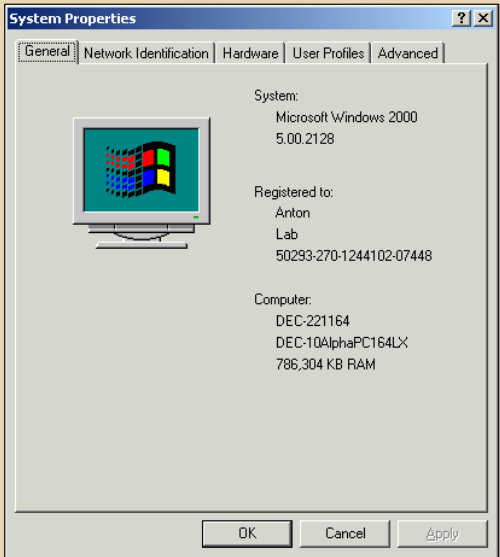 System Properties
General Network Identification Hardware User Profiles Advanced
System:
Microsoft Windows 2000
5.00.2128
Registered to:
Anton
Lab
50293-270-1244102-07448
Computer:
DEC-221164
DEC-10AlphaPC164LX
786,304 KB RAM
OK Cancel Apply